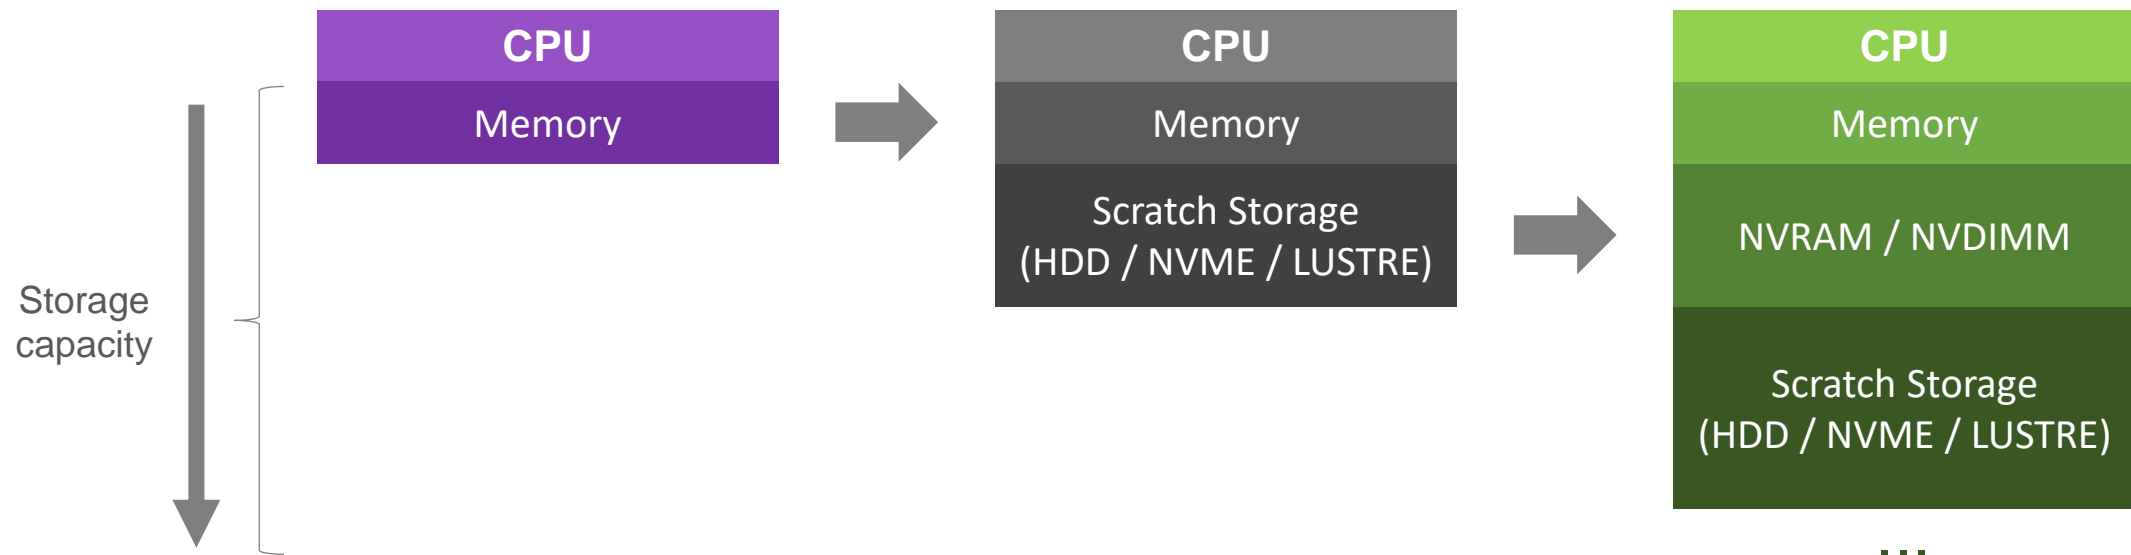 Storage
capacity
CPU
Memory
CPU
Memory
Scratch Storage
(HDD / NVME / LUSTRE)
CPU
Memory
NVRAM / NVDIMM
Scratch Storage
(HDD / NVME / LUSTRE)
...